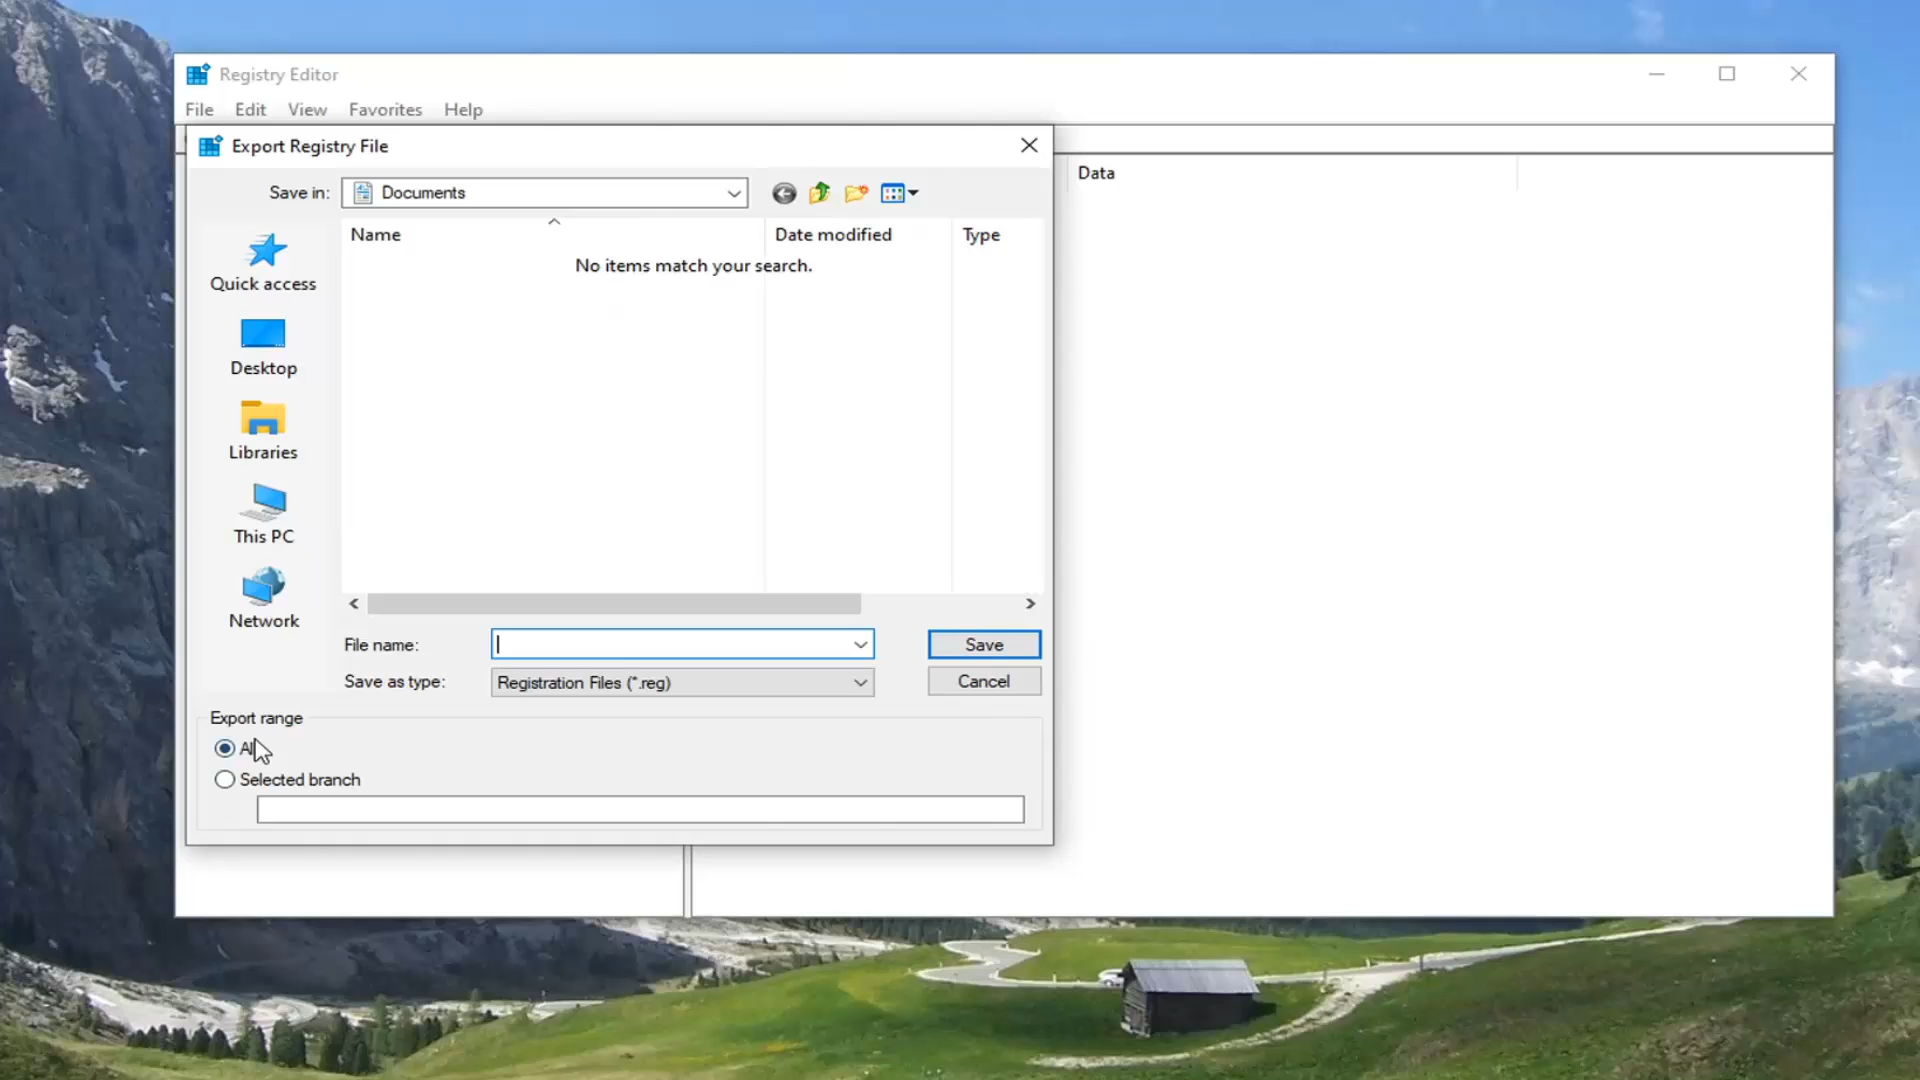 Registry Editor
File Edit View Favorites Help
Export Registry File
Save in: Documents
Data
Name Date modified Type
No items match your search.
Quick access
Desktop
Libraries
This PC
Network
File name:
Save
Save as type: Registration Files (*.reg)
Cancel
Export range
All
Selected branch